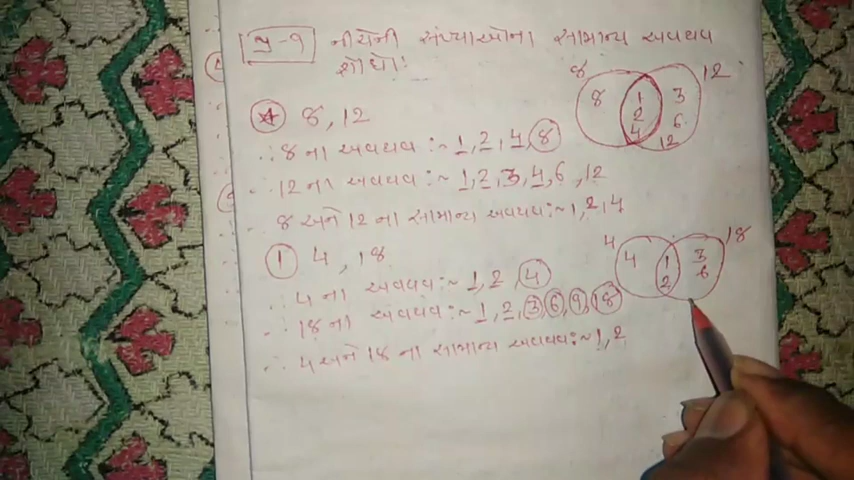 પ્ર-૧ નીચેની સંખ્યાઓના સામાન્ય અવયવ
શોધો:
8 12
8 1 3
2 6
4 12
★ 8, 12
∴ 8 ના અવયવ :~ 1, 2, 4, 8
∴ 12 ના અવયવ :~ 1, 2, 3, 4, 6, 12
8 અને 12 ના સામાન્ય અવયવ :~ 1, 2, 4
1 4, 18
4 18
4 1 3
2 6
∴ 4 ના અવયવ :~ 1, 2, 4
∴ 18 ના અવયવ :~ 1, 2, 3, 6, 9, 18
∴ 4 અને 18 ના સામાન્ય અવયવ :~ 1, 2